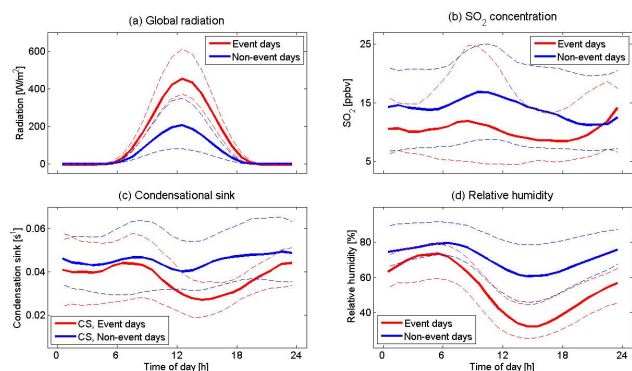 (a) Global radiation
(b) SO2 concentration
Radiation [W/m2]
600
400
200
0
0 6 12 18 24
Event days
Non-event days
SO2 [ppbv]
25
15
5
0 6 12 18 24
Event days
Non-event days
(c) Condensational sink
(d) Relative humidity
Condensation sink [s-1]
0.06
0.04
0.02
CS, Event days
CS, Non-event days
0 6 12 18 24
Time of day [h]
Relative humidity [%]
80
60
40
Event days
Non-event days
0 6 12 18 24
Time of day [h]